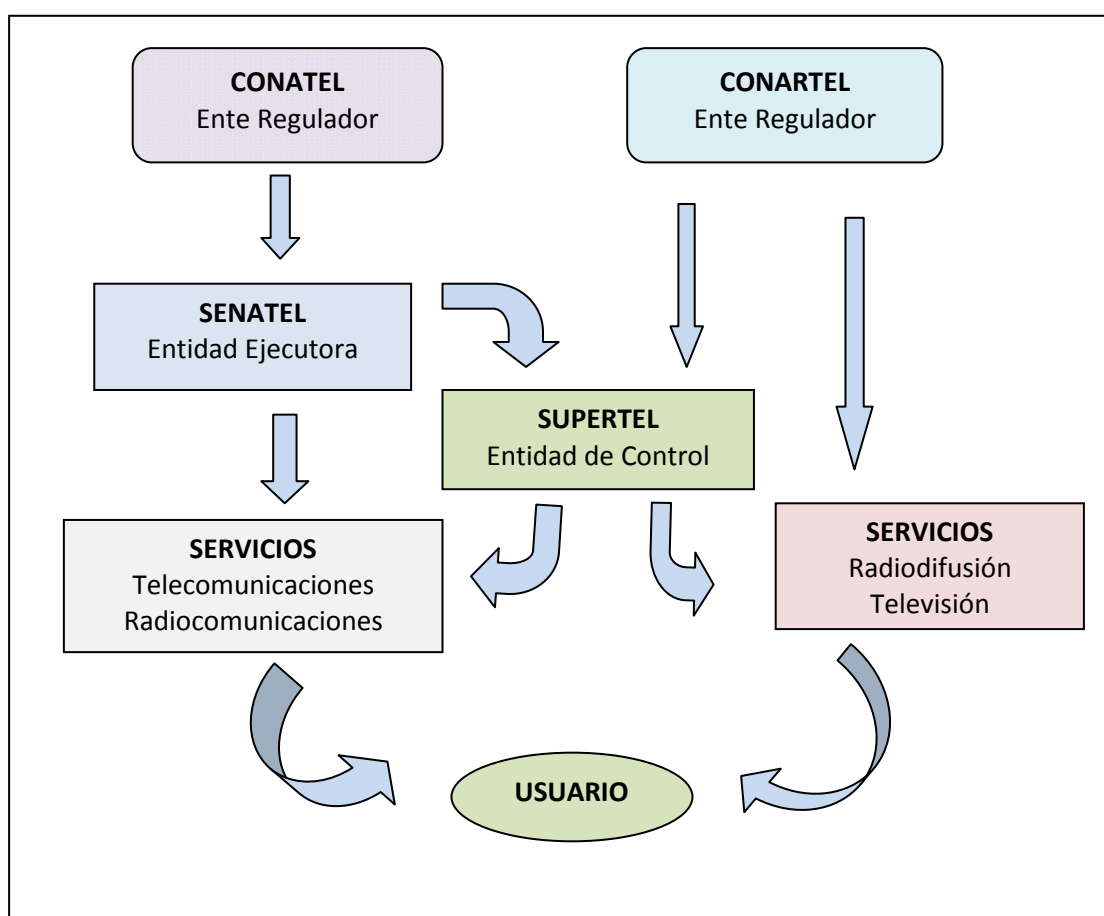 CONATEL
Ente Regulador
CONARTEL
Ente Regulador
SENATEL
Entidad Ejecutora
SUPERTEL
Entidad de Control
SERVICIOS
Telecomunicaciones
Radiocomunicaciones
SERVICIOS
Radiodifusión
Televisión
USUARIO